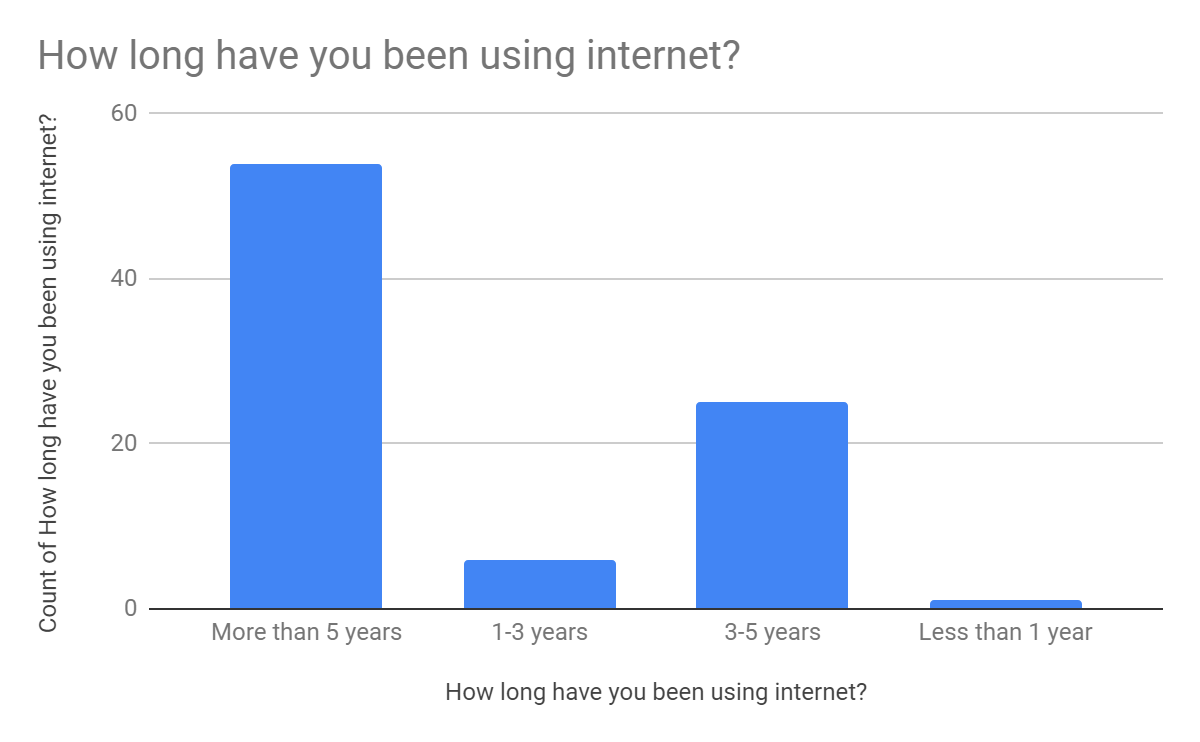 How long have you been using internet?
Count of How long have you been using internet?
60
40
20
0
More than 5 years
1-3 years
3-5 years
Less than 1 year
How long have you been using internet?